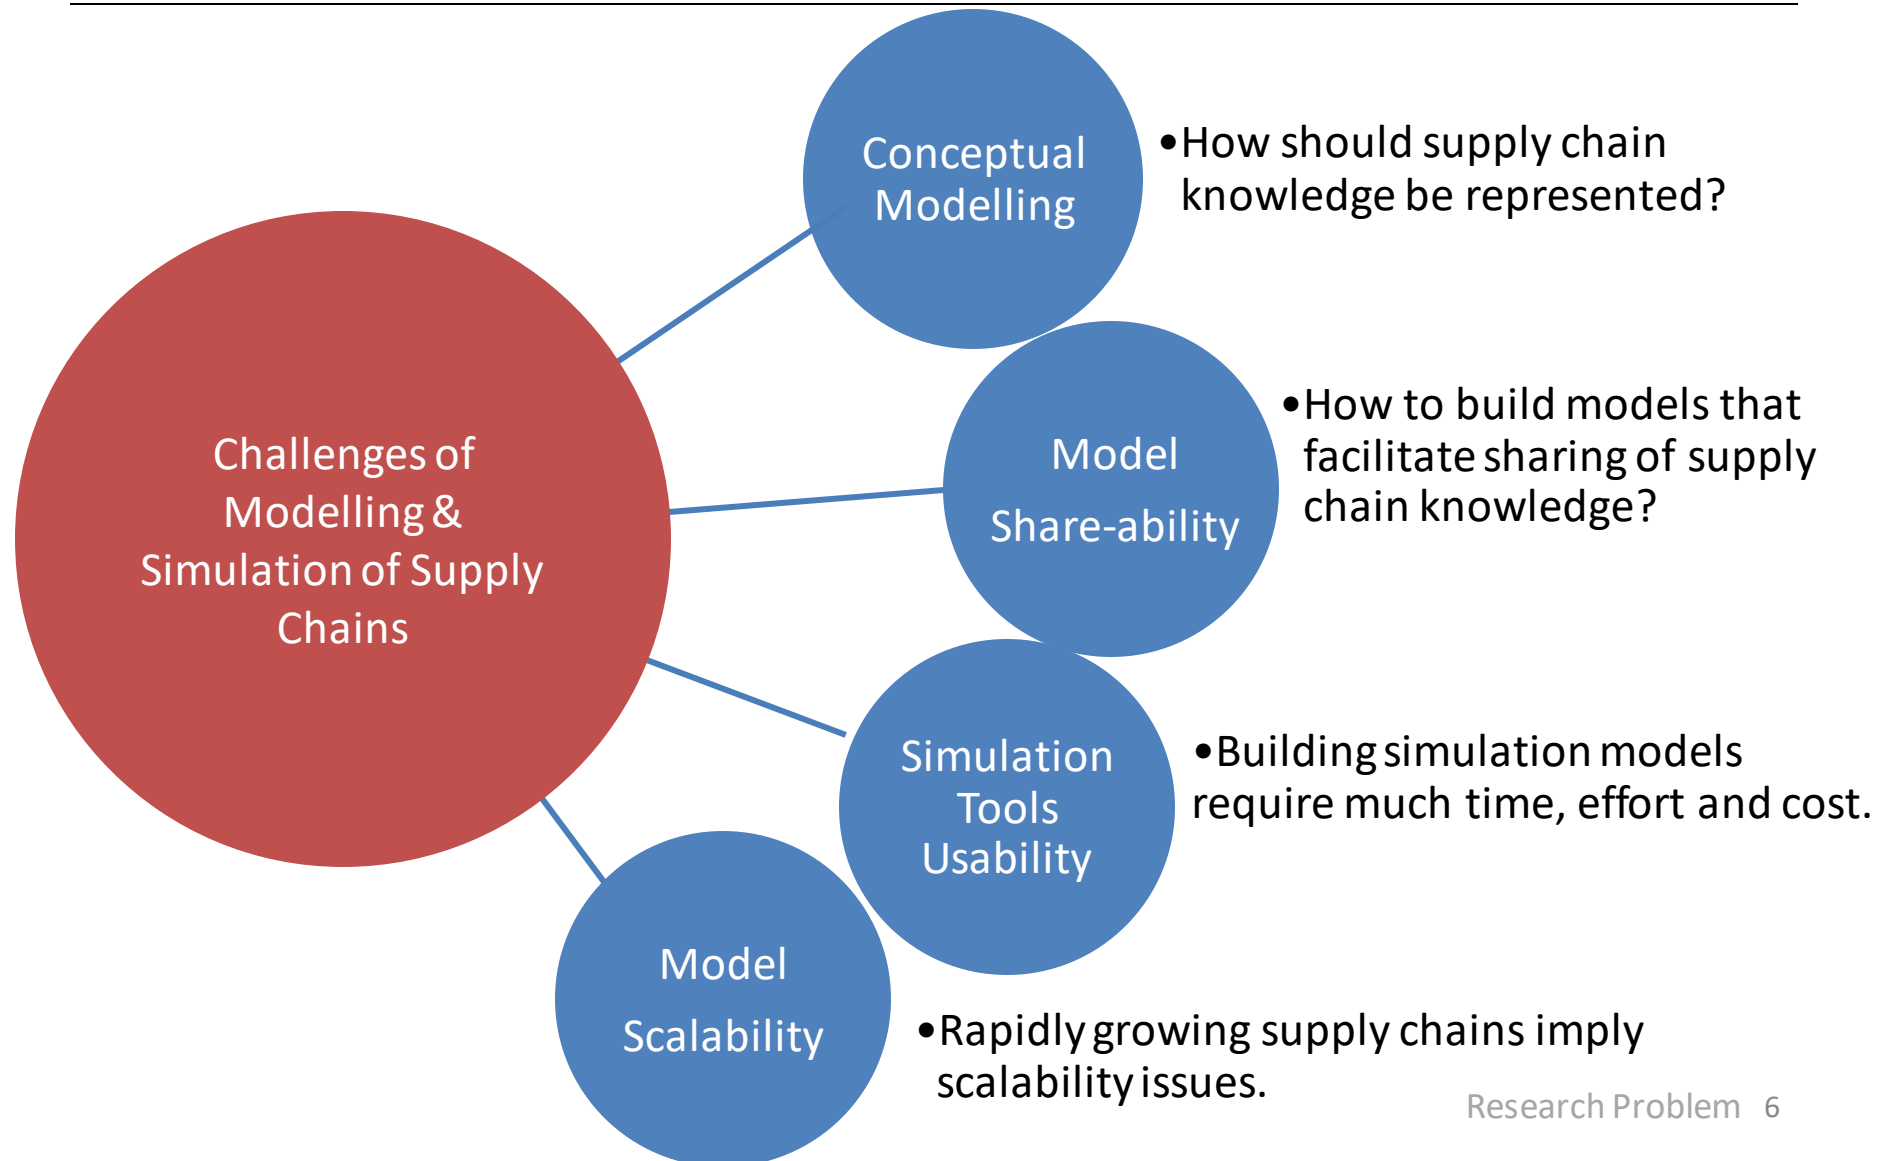 Challenges of
Modelling &
Simulation of Supply
Chains
Conceptual
Modelling
•How should supply chain
knowledge be represented?
Model
Share-ability
•How to build models that
facilitate sharing of supply
chain knowledge?
Simulation
Tools
Usability
•Building simulation models
require much time, effort and cost.
Model
Scalability
•Rapidly growing supply chains imply
scalability issues.
Research Problem 6